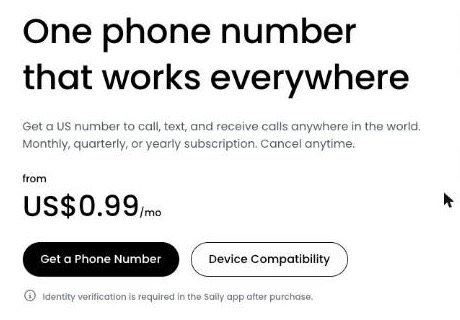 One phone number
that works everywhere
Get a US number to call, text, and receive calls anywhere in the world.
Monthly, quarterly, or yearly subscription. Cancel anytime.
from
US$0.99/mo
Get a Phone Number
Device Compatibility
Identity verification is required in the Saily app after purchase.